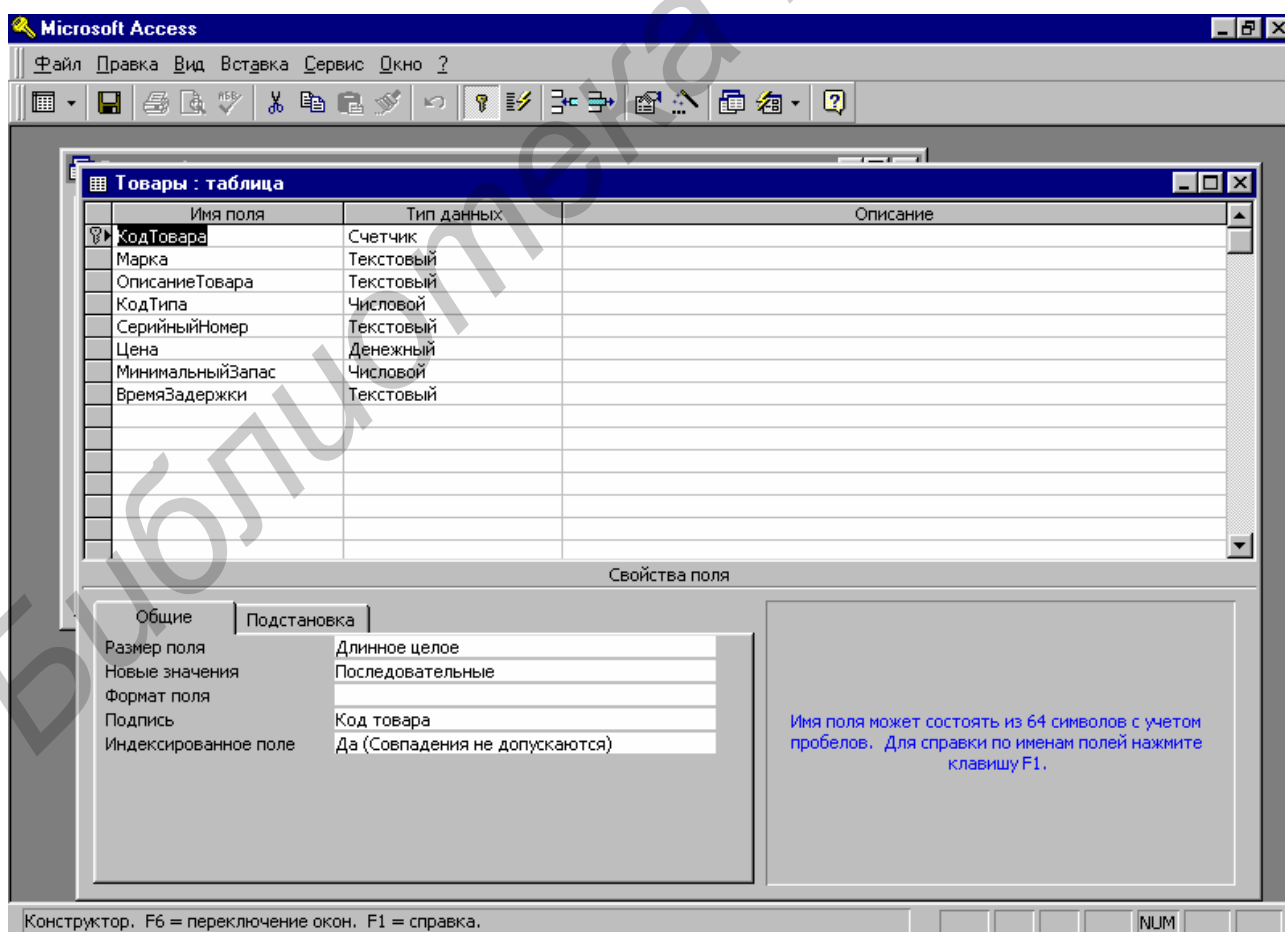 Microsoft Access
Файл Правка Вид Вставка Сервис Окно ?
Товары : таблица
Имя поля Тип данных Описание
КодТовара Счетчик
Марка Текстовый
ОписаниеТовара Текстовый
КодТипа Числовой
СерийныйНомер Текстовый
Цена Денежный
МинимальныйЗапас Числовой
ВремяЗадержки Текстовый
Свойства поля
Общие Подстановка
Размер поля Длинное целое
Новые значения Последовательные
Формат поля
Подпись Код товара
Индексированное поле Да (Совпадения не допускаются)
Имя поля может состоять из 64 символов с учетом
пробелов. Для справки по именам полей нажмите
клавишу F1.
Конструктор. F6 = переключение окон. F1 = справка.
NUM
Библиотека